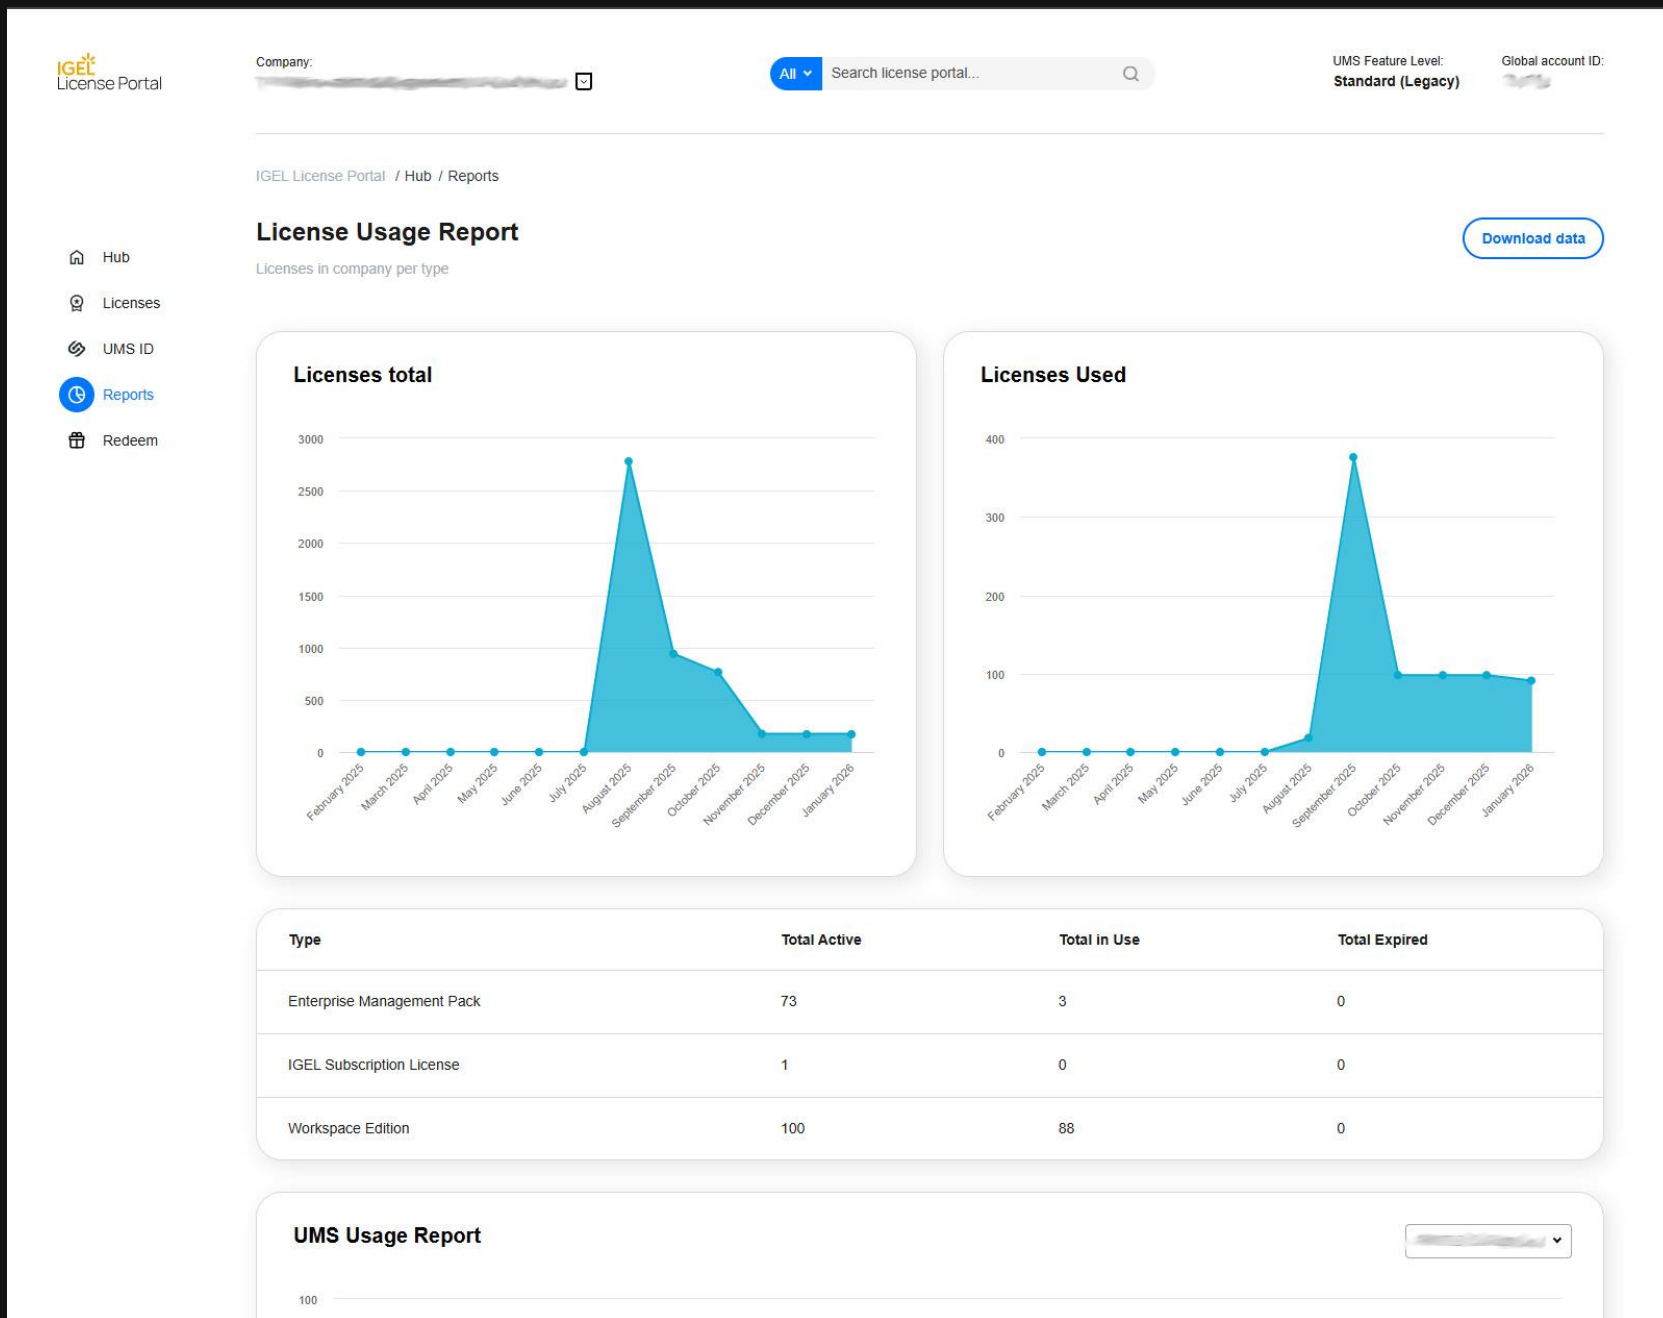 IGEL
License Portal
Company:
All
Search license portal...
UMS Feature Level:
Standard (Legacy)
Global account ID:
IGEL License Portal / Hub / Reports
License Usage Report
Licenses in company per type
Download data
Hub
Licenses
UMS ID
Reports
Redeem
Licenses total
3000
2500
2000
1500
1000
500
0
February 2025
March 2025
April 2025
May 2025
June 2025
July 2025
August 2025
September 2025
October 2025
November 2025
December 2025
January 2026
Licenses Used
400
300
200
100
0
February 2025
March 2025
April 2025
May 2025
June 2025
July 2025
August 2025
September 2025
October 2025
November 2025
December 2025
January 2026
Type Total Active Total in Use Total Expired
Enterprise Management Pack 73 3 0
IGEL Subscription License 1 0 0
Workspace Edition 100 88 0
UMS Usage Report
100